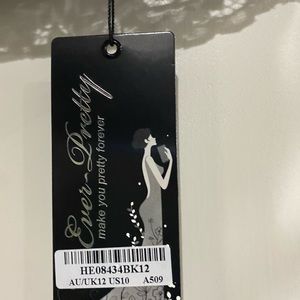 Ever-Pretty
make you pretty forever
HE08434BK12
AU/UK12 US10 A509